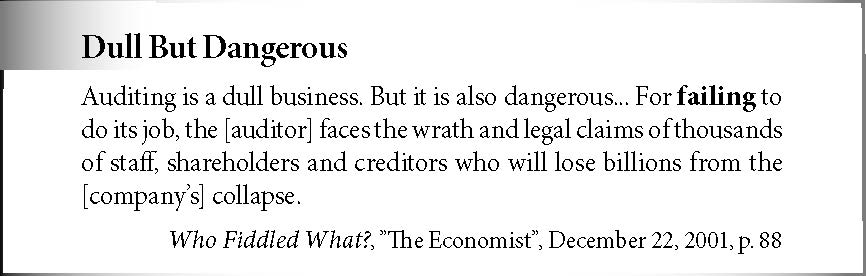 Dull But Dangerous
Auditing is a dull business. But it is also dangerous... For failing to
do its job, the [auditor] faces the wrath and legal claims of thousands
of staff, shareholders and creditors who will lose billions from the
[company’s] collapse.
Who Fiddled What?, ”The Economist”, December 22, 2001, p. 88